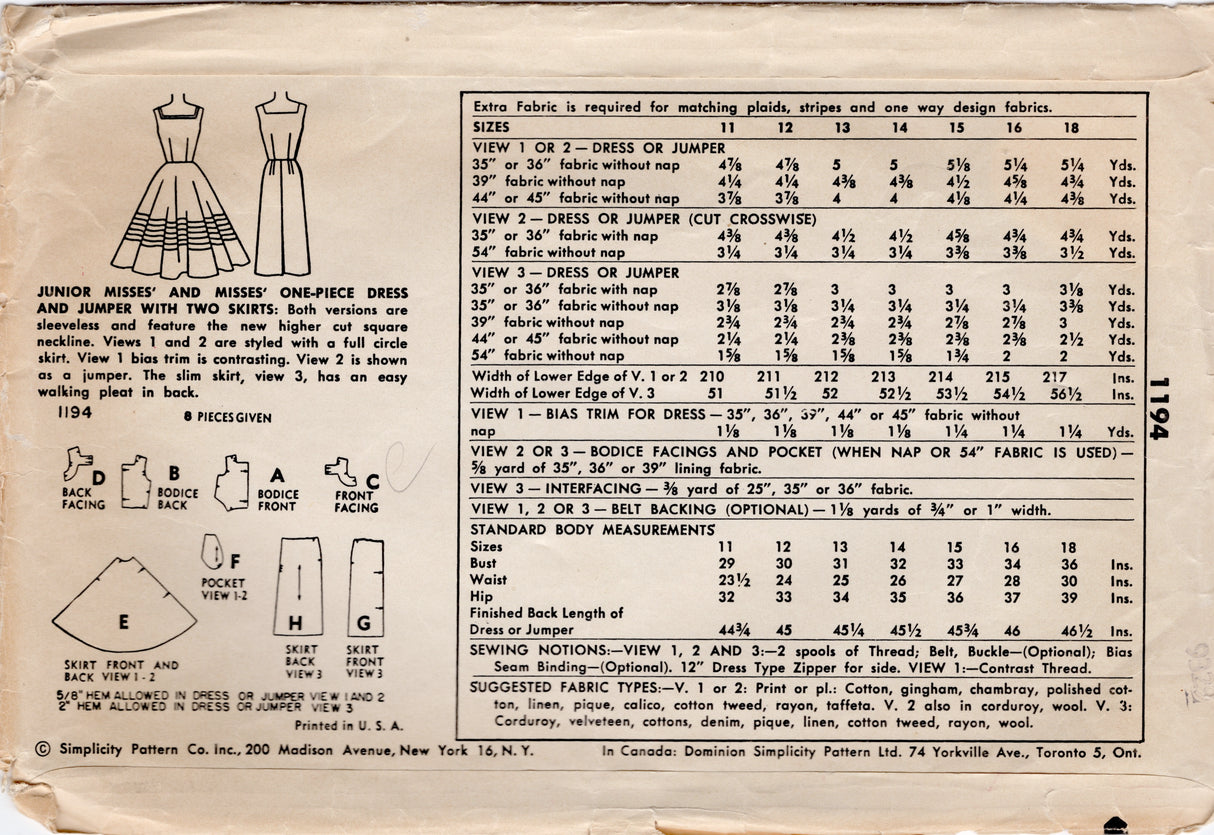 JUNIOR MISSES' AND MISSES' ONE-PIECE DRESS
AND JUMPER WITH TWO SKIRTS: Both versions are
sleeveless and feature the new higher cut square
neckline. Views 1 and 2 are styled with a full circle
skirt. View 1 bias trim is contrasting. View 2 is shown
as a jumper. The slim skirt, view 3, has an easy
walking pleat in back.
1194 8 PIECES GIVEN
D
BACK
FACING
B
BODICE
BACK
A
BODICE
FRONT
C
FRONT
FACING
F
POCKET
VIEW 1-2
E
SKIRT FRONT AND
BACK VIEW 1 - 2
H
SKIRT
BACK
VIEW 3
G
SKIRT
FRONT
VIEW 3
5/8" HEM ALLOWED IN DRESS OR JUMPER VIEW 1 AND 2
2" HEM ALLOWED IN DRESS OR JUMPER VIEW 3
Printed in U. S. A.
Extra Fabric is required for matching plaids, stripes and one way design fabrics.
SIZES 11 12 13 14 15 16 18
VIEW 1 OR 2 — DRESS OR JUMPER
35" or 36" fabric without nap 4⅞ 4⅞ 5 5 5⅛ 5¼ 5¼ Yds.
39" fabric without nap 4¼ 4¼ 4⅜ 4⅜ 4½ 4⅝ 4¾ Yds.
44" or 45" fabric without nap 3⅞ 3⅞ 4 4 4⅛ 4¼ 4⅜ Yds.
VIEW 2 — DRESS OR JUMPER (CUT CROSSWISE)
35" or 36" fabric with nap 4⅜ 4⅜ 4½ 4½ 4⅝ 4¾ 4¾ Yds.
54" fabric without nap 3¼ 3¼ 3¼ 3¼ 3⅜ 3⅜ 3½ Yds.
VIEW 3 — DRESS OR JUMPER
35" or 36" fabric with nap 2⅞ 2⅞ 3 3 3 3 3⅛ Yds.
35" or 36" fabric without nap 3⅛ 3⅛ 3¼ 3¼ 3¼ 3¼ 3⅜ Yds.
39" fabric without nap 2¾ 2¾ 2¾ 2¾ 2⅞ 2⅞ 3 Yds.
44" or 45" fabric without nap 2¼ 2¼ 2⅜ 2⅜ 2⅜ 2⅜ 2½ Yds.
54" fabric without nap 1⅝ 1⅝ 1⅝ 1⅝ 1¾ 2 2 Yds.
Width of Lower Edge of V. 1 or 2 210 211 212 213 214 215 217 Ins.
Width of Lower Edge of V. 3 51 51½ 52 52½ 53½ 54½ 56½ Ins.
VIEW 1 — BIAS TRIM FOR DRESS — 35", 36", 39", 44" or 45" fabric without
nap 1⅛ 1⅛ 1⅛ 1⅛ 1¼ 1¼ 1¼ Yds.
VIEW 2 OR 3 — BODICE FACINGS AND POCKET (WHEN NAP OR 54" FABRIC IS USED) —
⅝ yard of 35", 36" or 39" lining fabric.
VIEW 3 — INTERFACING — ⅜ yard of 25", 35" or 36" fabric.
VIEW 1, 2 OR 3 — BELT BACKING (OPTIONAL) — 1⅛ yards of ¾" or 1" width.
STANDARD BODY MEASUREMENTS
Sizes 11 12 13 14 15 16 18
Bust 29 30 31 32 33 34 36 Ins.
Waist 23½ 24 25 26 27 28 30 Ins.
Hip 32 33 34 35 36 37 39 Ins.
Finished Back Length of
Dress or Jumper 44¾ 45 45¼ 45½ 45¾ 46 46½ Ins.
SEWING NOTIONS:—VIEW 1, 2 AND 3:—2 spools of Thread; Belt, Buckle—(Optional); Bias
Seam Binding—(Optional). 12" Dress Type Zipper for side. VIEW 1:—Contrast Thread.
SUGGESTED FABRIC TYPES:—V. 1 or 2: Print or pl.: Cotton, gingham, chambray, polished cot-
ton, linen, pique, calico, cotton tweed, rayon, taffeta. V. 2 also in corduroy, wool. V. 3:
Corduroy, velveteen, cottons, denim, pique, linen, cotton tweed, rayon, wool.
1194
© Simplicity Pattern Co. Inc., 200 Madison Avenue, New York 16, N. Y. In Canada: Dominion Simplicity Pattern Ltd. 74 Yorkville Ave., Toronto 5, Ont.